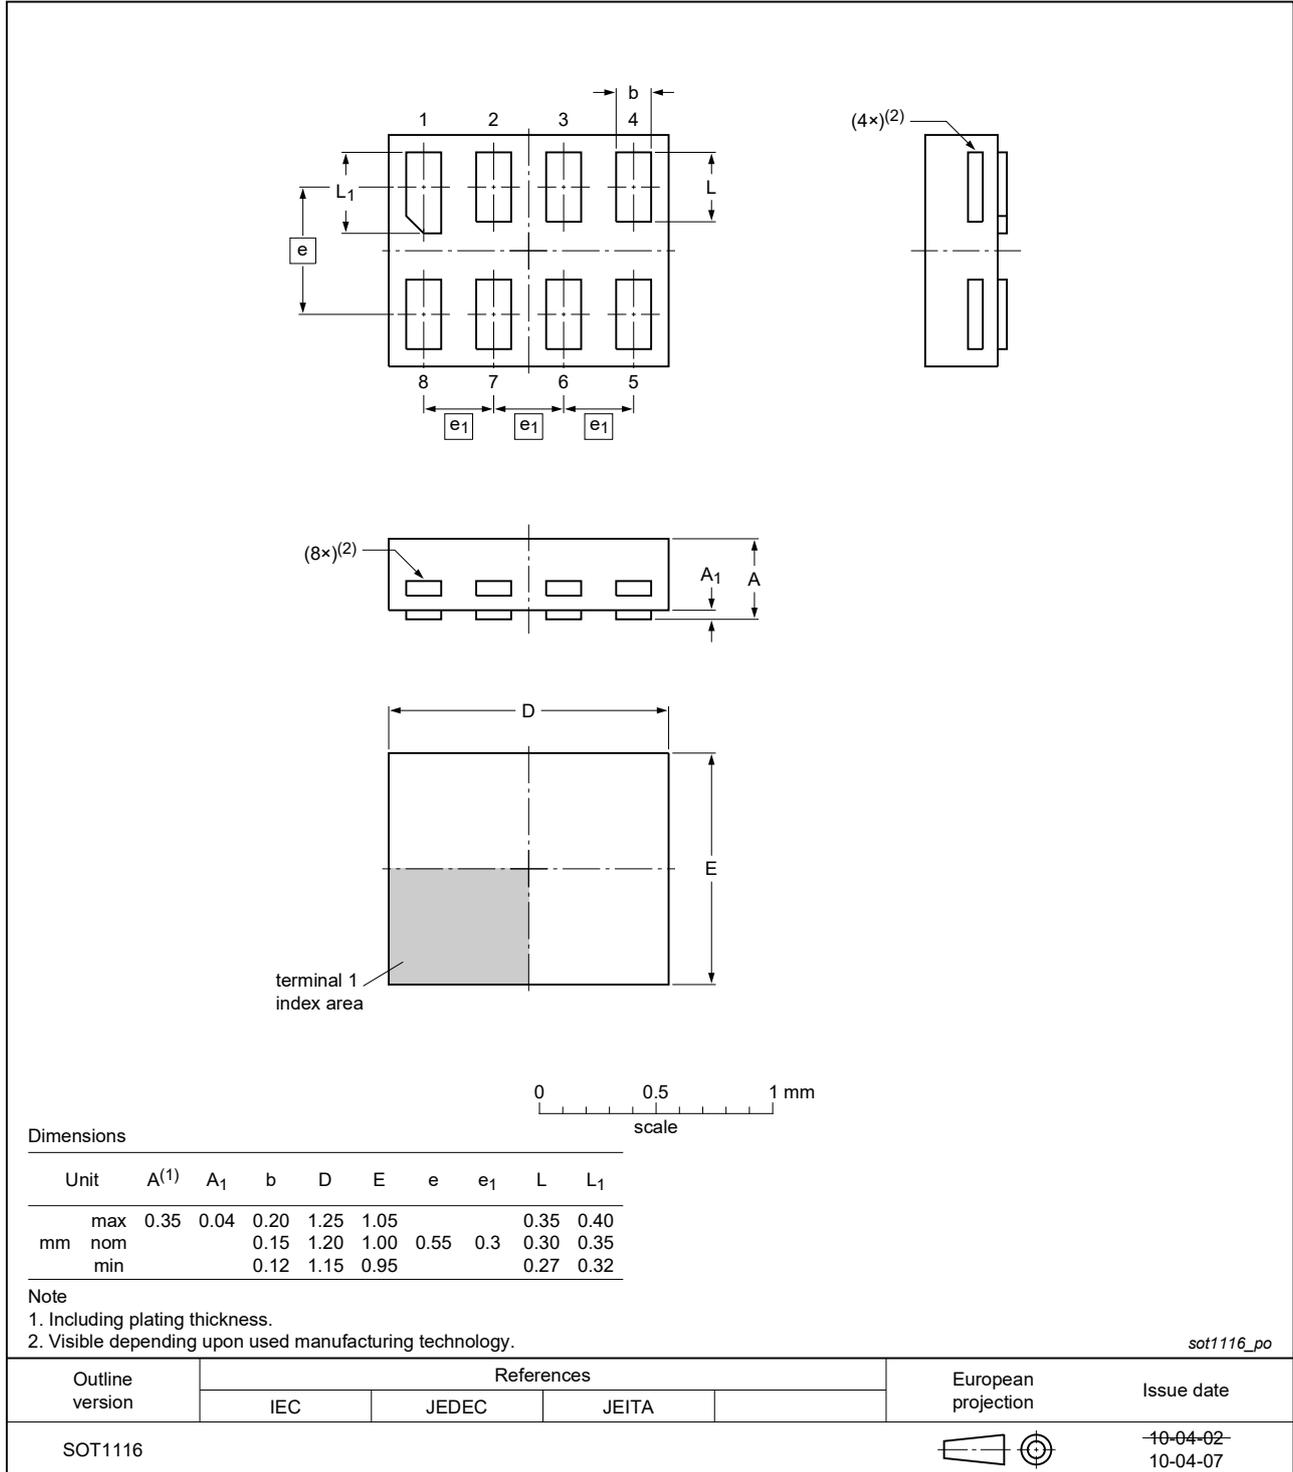 b
1 2 3 4
(4×)(2)
L1
L
e
8 7 6 5
e1 e1 e1
(8×)(2)
A1 A
D
E
terminal 1
index area
0 0.5 1 mm
scale
Dimensions
Unit A(1) A1 b D E e e1 L L1
max 0.35 0.04 0.20 1.25 1.05 0.35 0.40
mm nom 0.15 1.20 1.00 0.55 0.3 0.30 0.35
min 0.12 1.15 0.95 0.27 0.32
Note
1. Including plating thickness.
2. Visible depending upon used manufacturing technology.
sot1116_po
Outline
version
References
IEC JEDEC JEITA
European
projection
Issue date
SOT1116
10-04-02
10-04-07